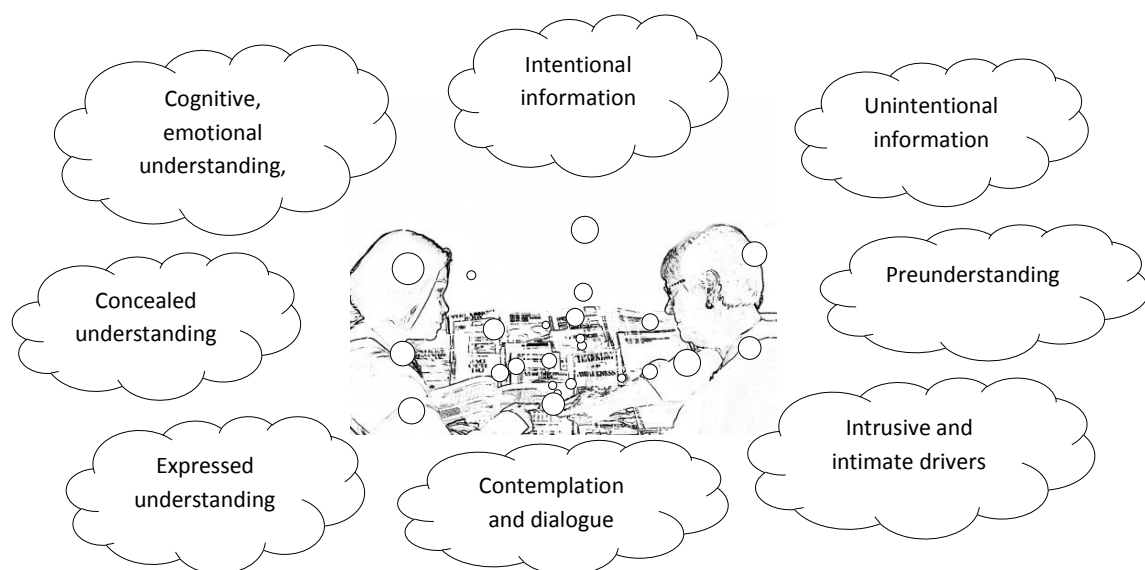 Cognitive,
emotional
understanding,
Intentional
information
Unintentional
information
Concealed
understanding
Preunderstanding
Expressed
understanding
Contemplation
and dialogue
Intrusive and
intimate drivers